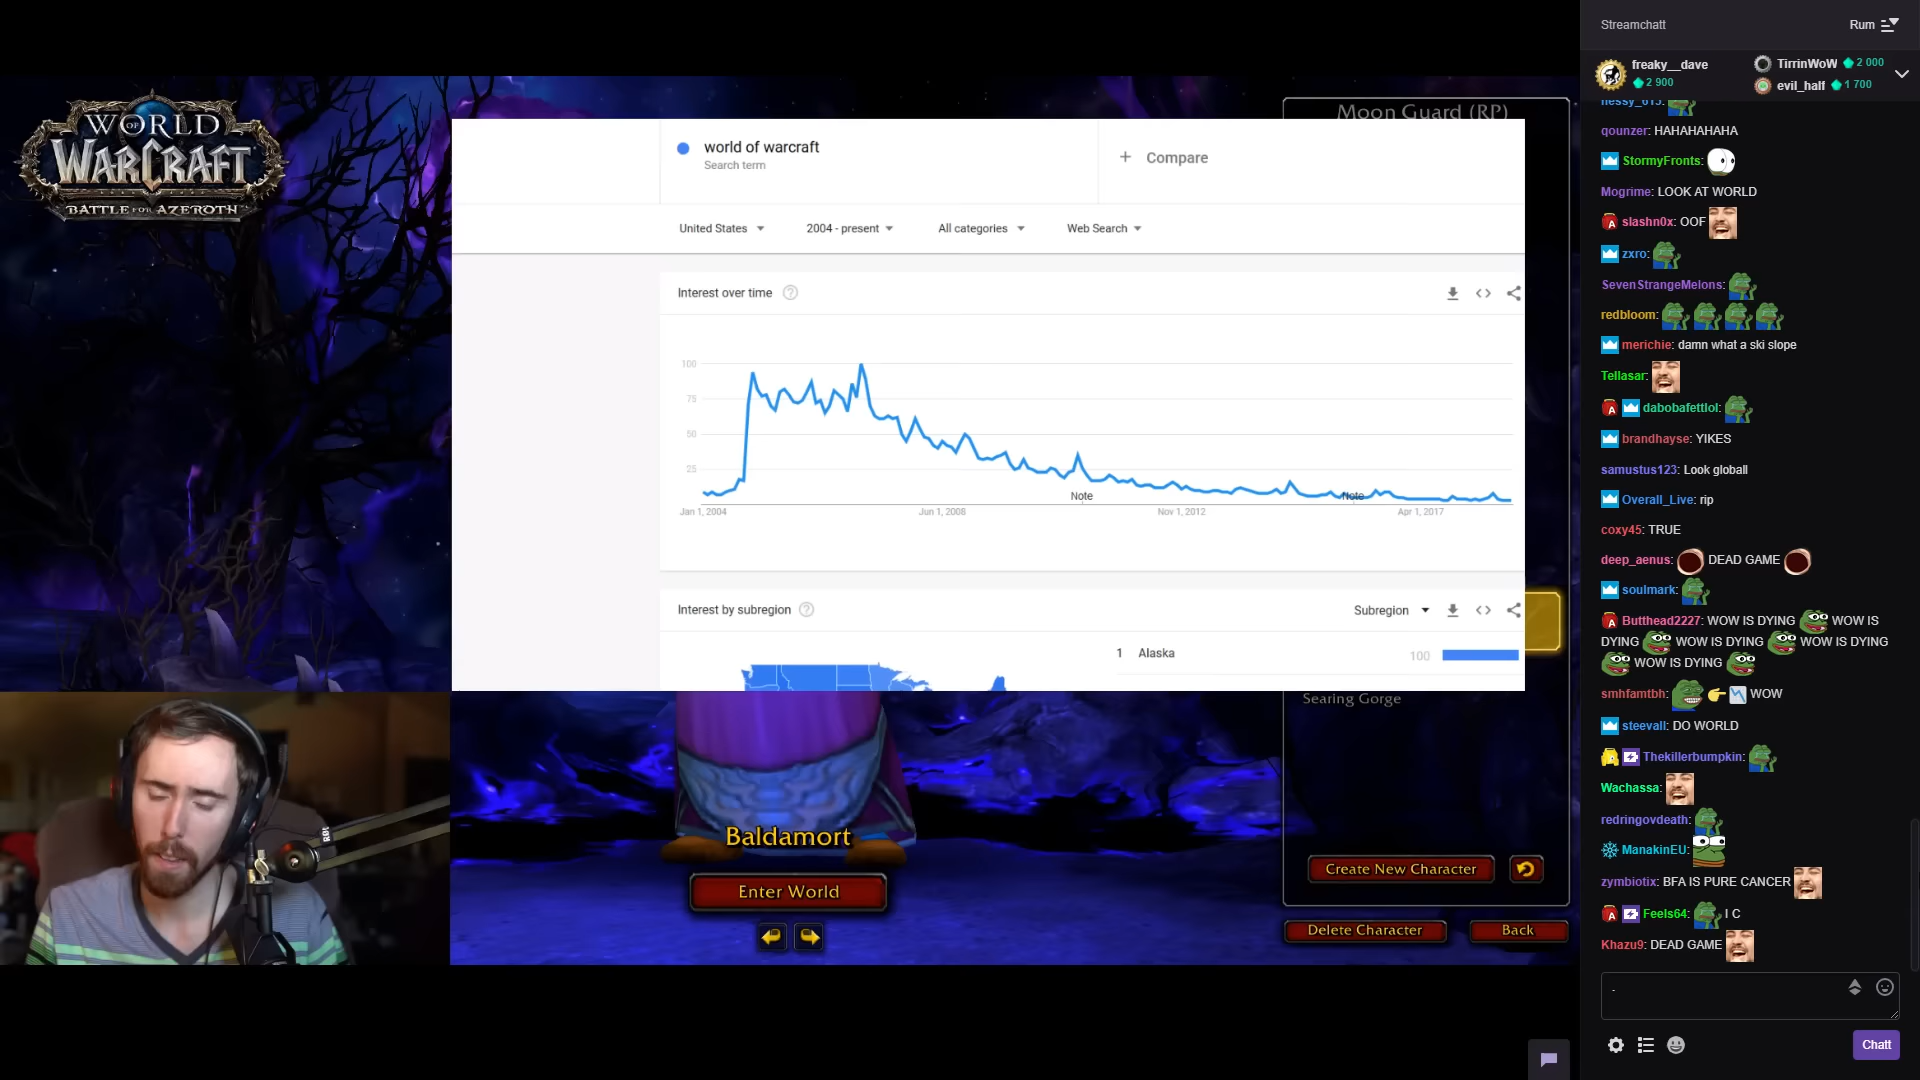 WORLD
OF
WARCRAFT
BATTLE FOR AZEROTH
Moon Guard (RP)
world of warcraft
Search term
+ Compare
United States
2004 - present
All categories
Web Search
Interest over time
100
75
50
25
Note
Note
Jan 1, 2004
Jun 1, 2008
Nov 1, 2012
Apr 1, 2017
Interest by subregion
Subregion
1 Alaska
100
Searing Gorge
Baldamort
Enter World
Create New Character
Delete Character
Back
Streamchatt
Rum
freaky__dave
2 900
TirrinWoW 2 000
evil_half 1 700
qounzer: HAHAHAHAHA
StormyFronts:
Mogrime: LOOK AT WORLD
slashn0x: OOF
zxro:
SevenStrangeMelons:
redbloom:
merichie: damn what a ski slope
Tellasar:
dabobafettlol:
brandhayse: YIKES
samustus123: Look globall
Overall_Live: rip
coxy45: TRUE
deep_aenus: DEAD GAME
soulmark:
Butthead2227: WOW IS DYING WOW IS
DYING WOW IS DYING WOW IS DYING
WOW IS DYING
smhfamtbh: WOW
steevall: DO WORLD
Thekillerbumpkin:
Wachassa:
redringovdeath:
ManakinEU:
zymbiotix: BFA IS PURE CANCER
Feels64: I C
Khazu9: DEAD GAME
-
Chatt